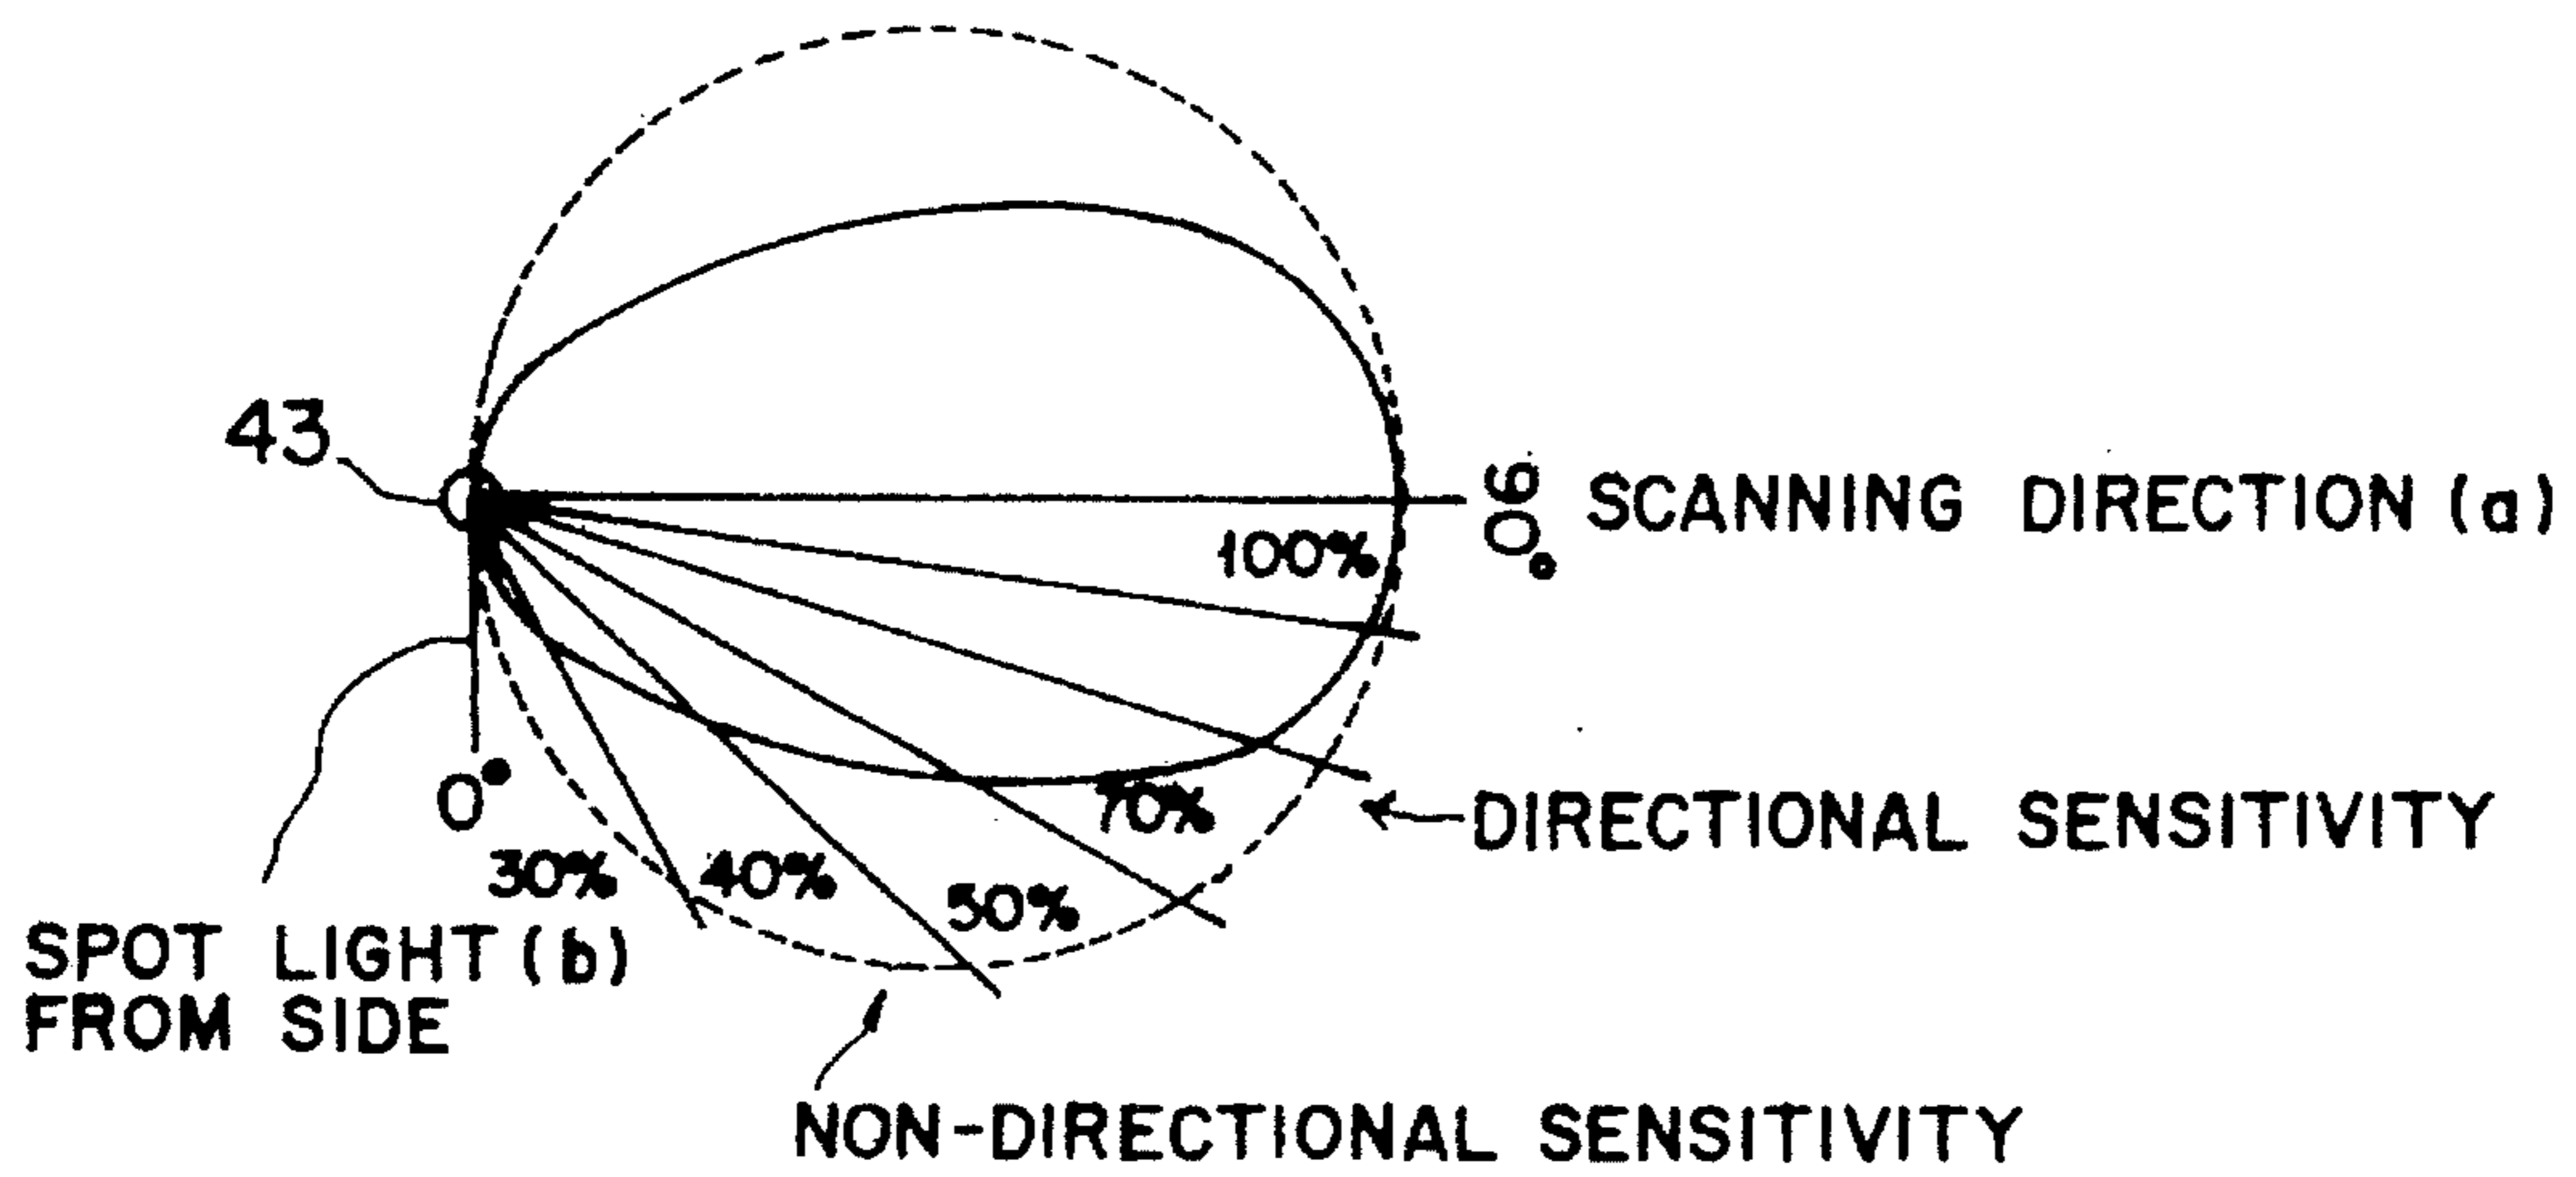 43
90° SCANNING DIRECTION (a)
100%
0°
70%
DIRECTIONAL SENSITIVITY
30%
40%
50%
SPOT LIGHT (b)
FROM SIDE
NON-DIRECTIONAL SENSITIVITY